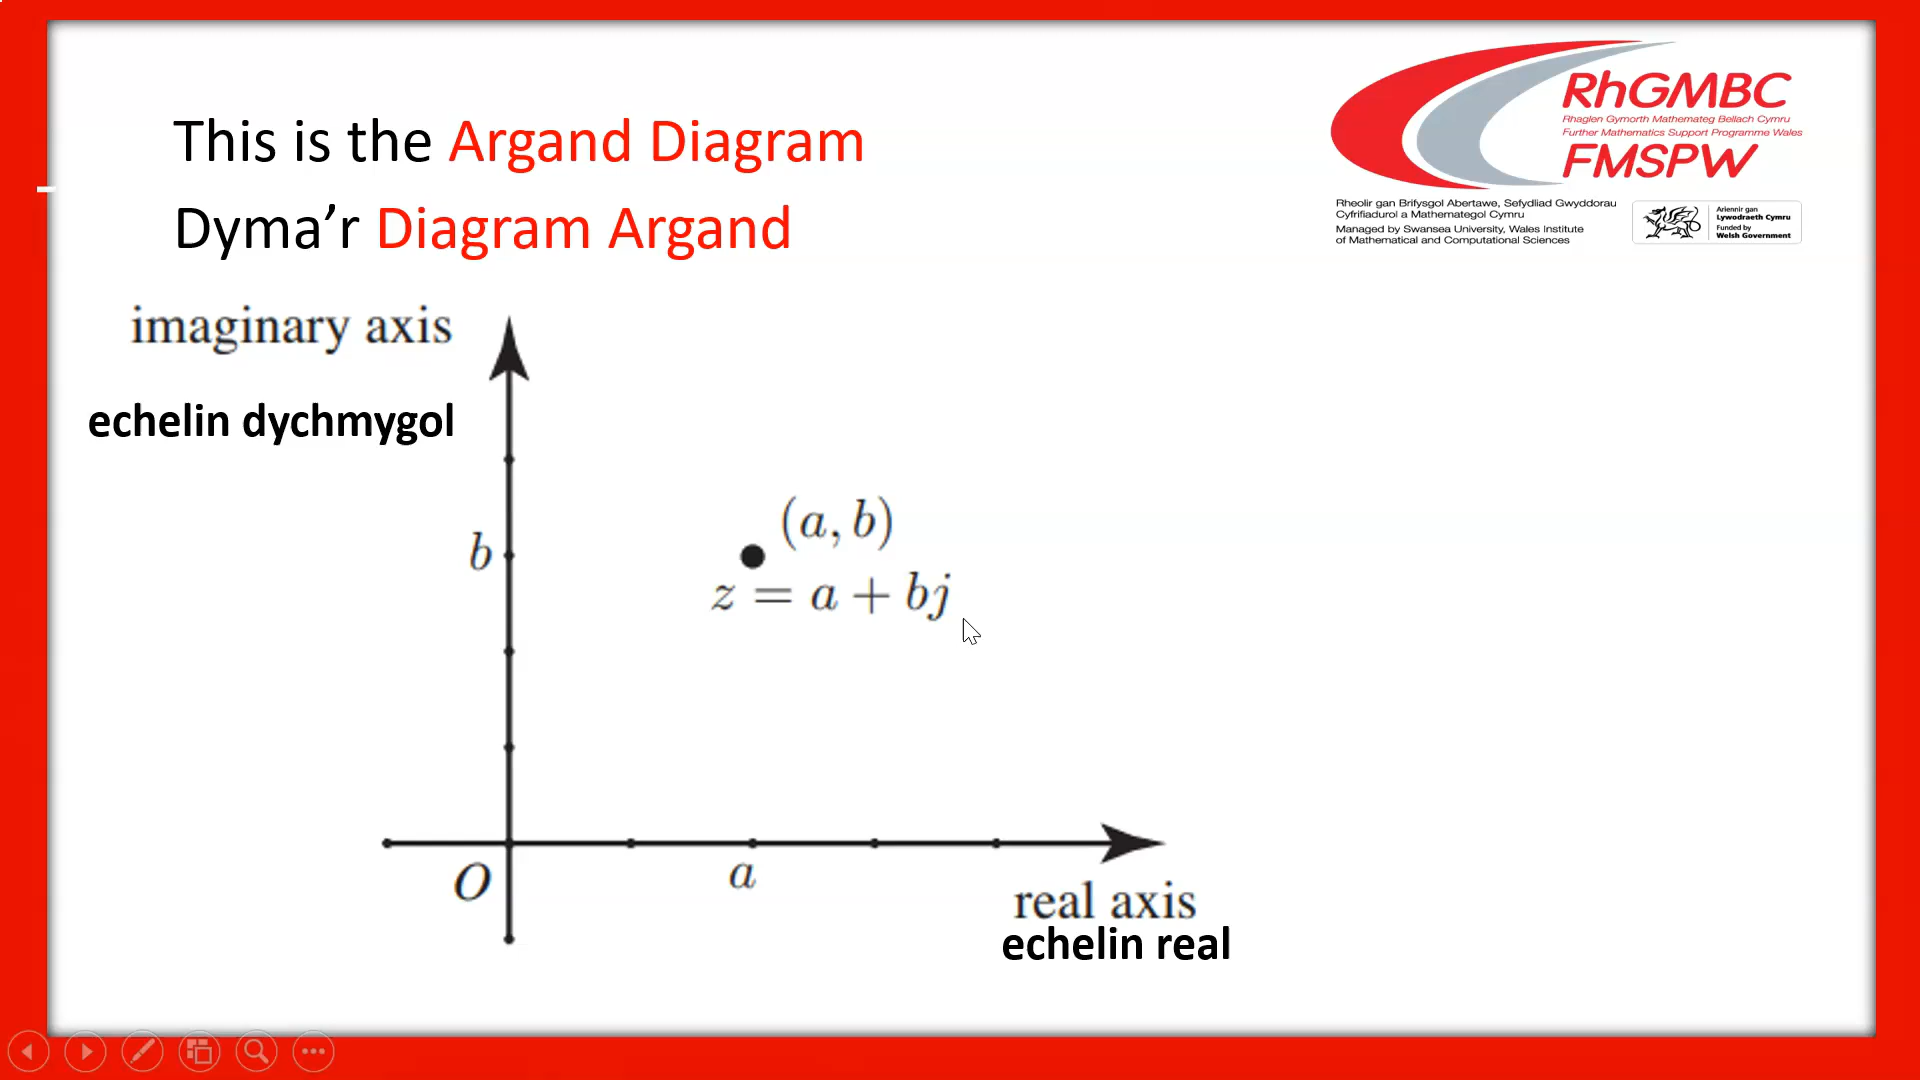 This is the Argand Diagram
Dyma’r Diagram Argand
RhGMBC
Rhaglen Gymorth Mathemateg Bellach Cymru
Further Mathematics Support Programme Wales
FMSPW
Rheolir gan Brifysgol Abertawe, Sefydliad Gwyddorau
Cyfrifiadurol a Mathemategol Cymru
Managed by Swansea University, Wales Institute
of Mathematical and Computational Sciences
Ariennir gan
Lywodraeth Cymru
Funded by
Welsh Government
imaginary axis
echelin dychmygol
(a, b)
b
z = a + bj
O
a
real axis
echelin real